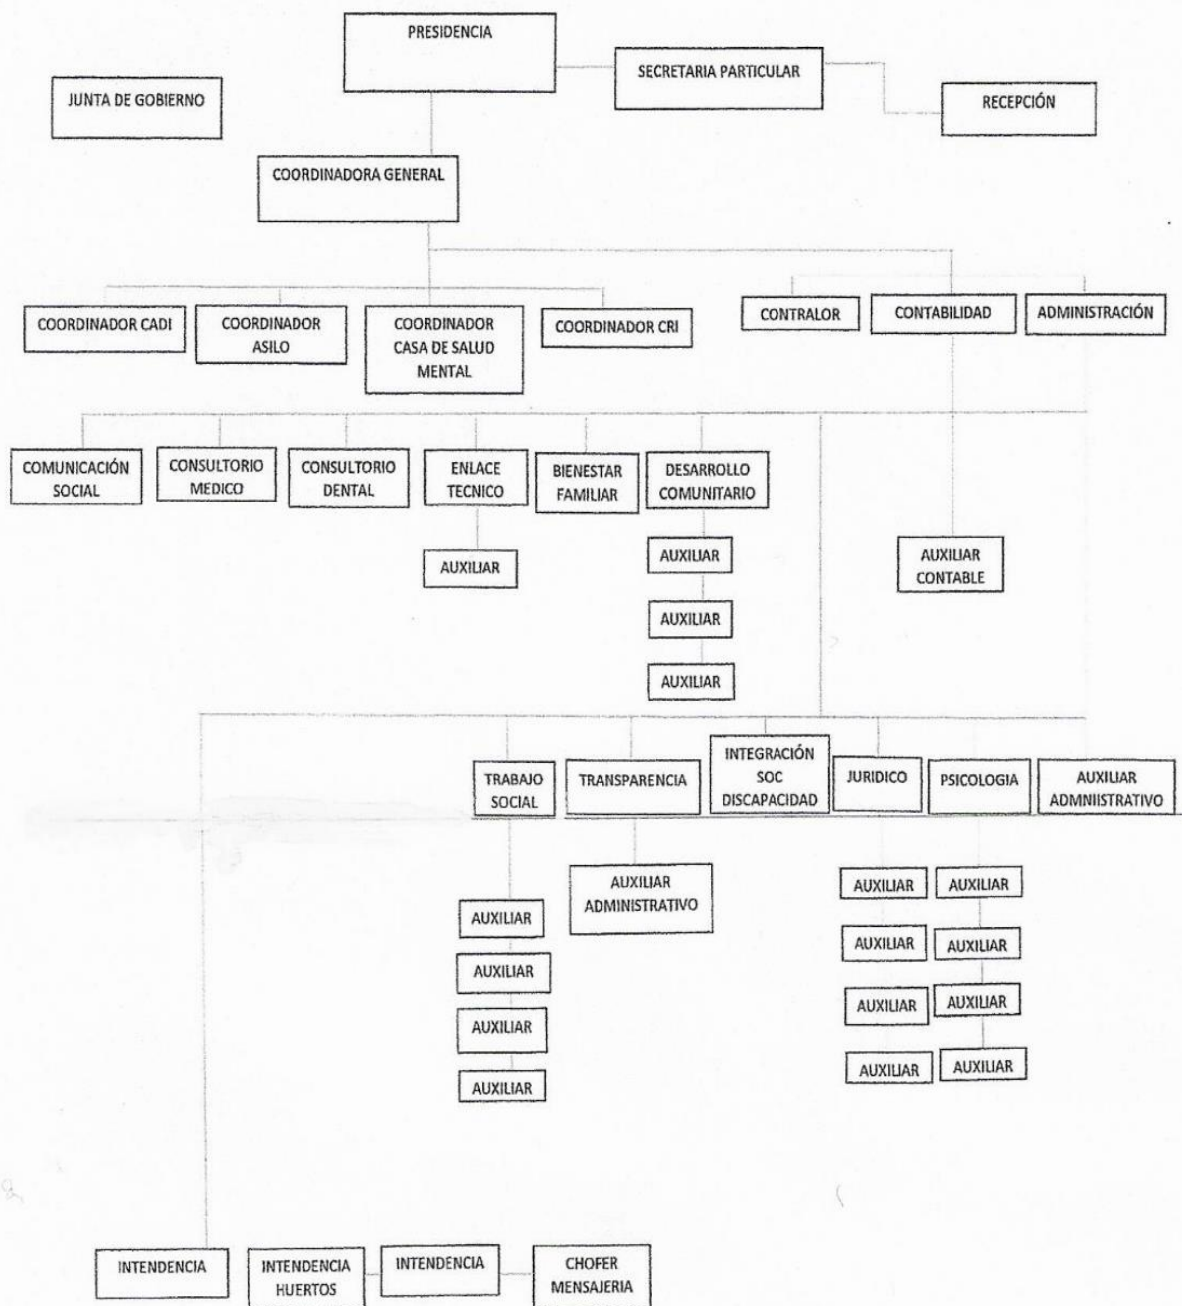 PRESIDENCIA
SECRETARIA PARTICULAR
JUNTA DE GOBIERNO
RECEPCIÓN
COORDINADORA GENERAL
COORDINADOR CADI
COORDINADOR
ASILO
COORDINADOR
CASA DE SALUD
MENTAL
COORDINADOR CRI
CONTRALOR
CONTABILIDAD
ADMINISTRACIÓN
COMUNICACIÓN
SOCIAL
CONSULTORIO
MEDICO
CONSULTORIO
DENTAL
ENLACE
TECNICO
BIENESTAR
FAMILIAR
DESARROLLO
COMUNITARIO
AUXILIAR
AUXILIAR
AUXILIAR
AUXILIAR
AUXILIAR
CONTABLE
TRABAJO
SOCIAL
TRANSPARENCIA
INTEGRACIÓN
SOC
DISCAPACIDAD
JURIDICO
PSICOLOGIA
AUXILIAR
ADMNIISTRATIVO
AUXILIAR
ADMINISTRATIVO
AUXILIAR
AUXILIAR
AUXILIAR
AUXILIAR
AUXILIAR
AUXILIAR
AUXILIAR
AUXILIAR
AUXILIAR
AUXILIAR
AUXILIAR
AUXILIAR
INTENDENCIA
INTENDENCIA
HUERTOS
INTENDENCIA
CHOFER
MENSAJERIA